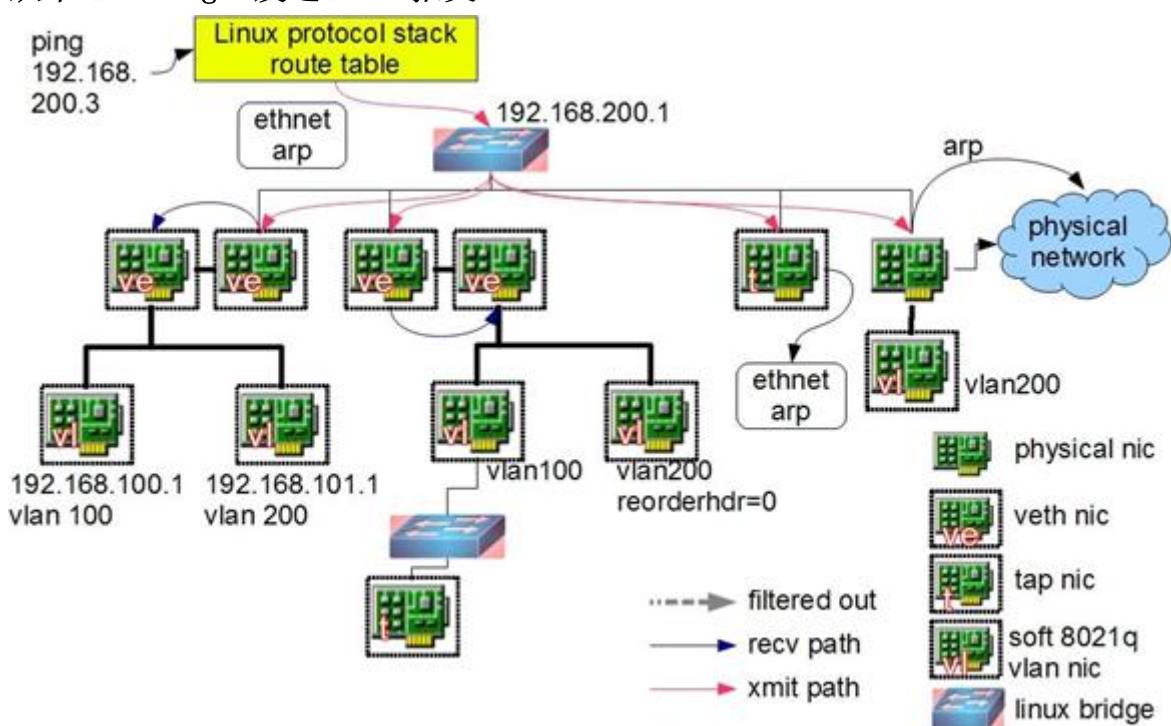 ping
192.168.
200.3
Linux protocol stack
route table
ethnet
arp
192.168.200.1
arp
physical
network
ve
ve
ve
ve
t
ethnet
arp
vl
vlan200
vl
vl
vl
vl
192.168.100.1
vlan 100
192.168.101.1
vlan 200
vlan100
vlan200
reorderhdr=0
t
filtered out
recv path
xmit path
physical nic
ve
veth nic
t
tap nic
vl
soft 8021q
vlan nic
linux bridge